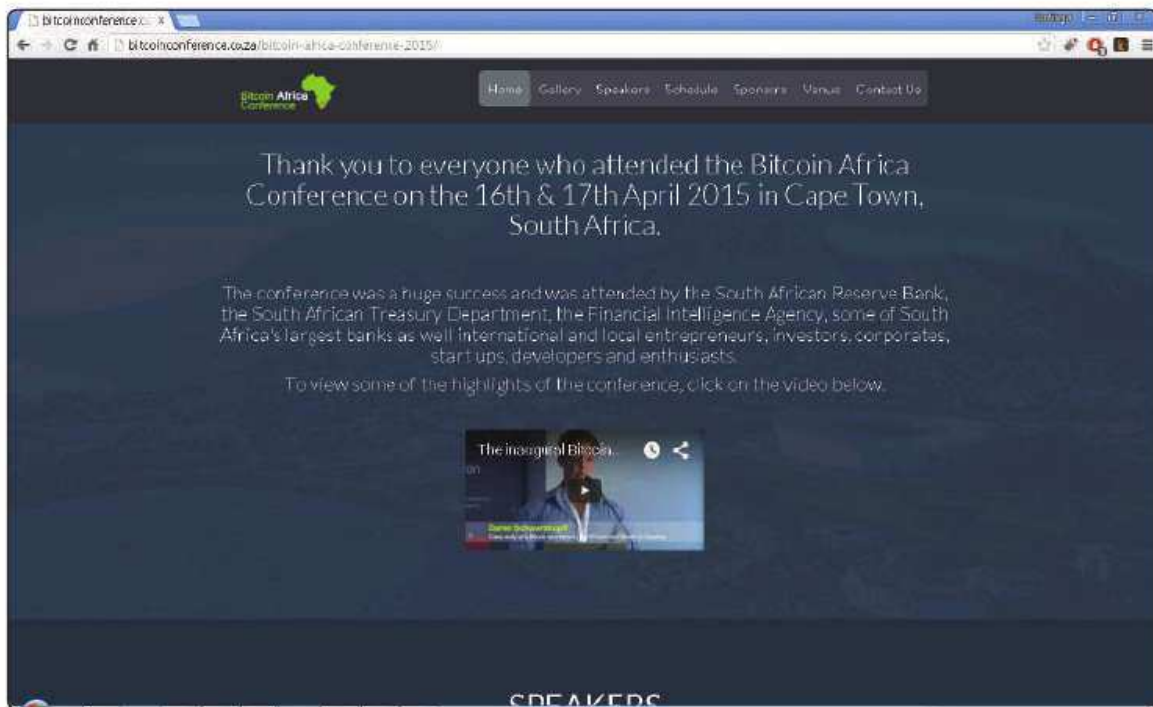 bitcoinconference.c
bitcoinconference.co.za/bitcoin-africa-conference-2015/
Bitcoin Africa
Conference
Home Gallery Speakers Schedule Sponsors Venue Contact Us
Thank you to everyone who attended the Bitcoin Africa
Conference on the 16th & 17th April 2015 in Cape Town,
South Africa.
The conference was a huge success and was attended by the South African Reserve Bank,
the South African Treasury Department, the Financial Intelligence Agency, some of South
Africa's largest banks as well international and local entrepreneurs, investors, corporates,
start ups, developers and enthusiasts.
To view some of the highlights of the conference, click on the video below.
The inaugural Bitcoin...
SPEAKERS